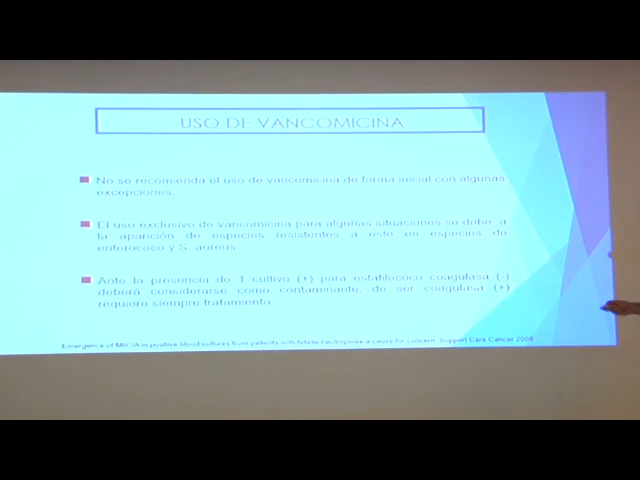 USO DE VANCOMICINA
No se recomienda el uso de vancomicina de forma inicial con algunas
excepciones.
El uso exclusivo de vancomicina para algunas situaciones se debe a
la aparición de especies resistentes a este en especies de
enterococo y S. aureus.
Ante la presencia de 1 cultivo (+) para estafilococo coagulasa (-)
deberá considerarse como contaminante, de ser coagulasa (+)
requiere siempre tratamiento.
Emergence of MRSA in positive blood cultures from patients with febrile neutropenia a cause for concern. Support Care Cancer 2008